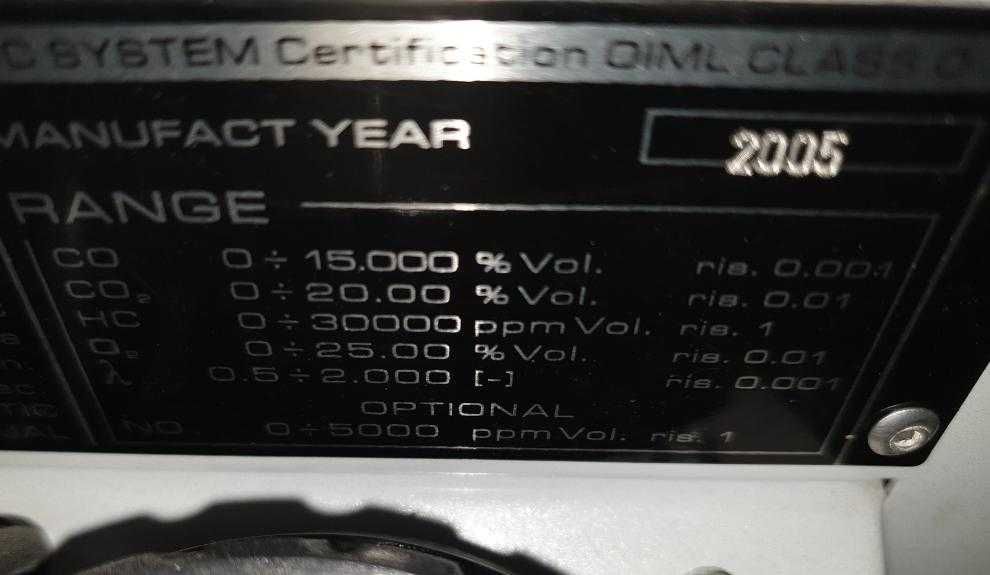 C SYSTEM Certification OIML CLASS 0
MANUFACT YEAR 2005
RANGE
CO 0÷15.000 % Vol. ris. 0.001
CO₂ 0÷20.00 % Vol. ris. 0.01
HC 0÷30000 ppm Vol. ris. 1
O₂ 0÷25.00 % Vol. ris. 0.01
λ 0.5÷2.000 [-] ris. 0.001
OPTIONAL
NO 0÷5000 ppm Vol. ris. 1